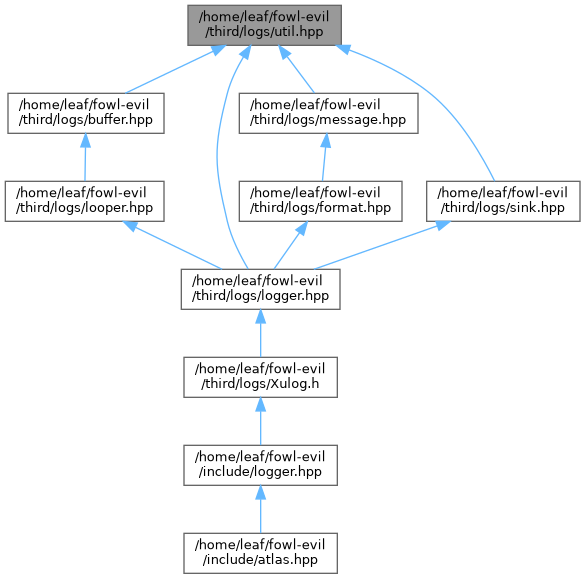 /home/leaf/fowl-evil
/third/logs/util.hpp
/home/leaf/fowl-evil
/third/logs/buffer.hpp
/home/leaf/fowl-evil
/third/logs/message.hpp
/home/leaf/fowl-evil
/third/logs/looper.hpp
/home/leaf/fowl-evil
/third/logs/format.hpp
/home/leaf/fowl-evil
/third/logs/sink.hpp
/home/leaf/fowl-evil
/third/logs/logger.hpp
/home/leaf/fowl-evil
/third/logs/Xulog.h
/home/leaf/fowl-evil
/include/logger.hpp
/home/leaf/fowl-evil
/include/atlas.hpp